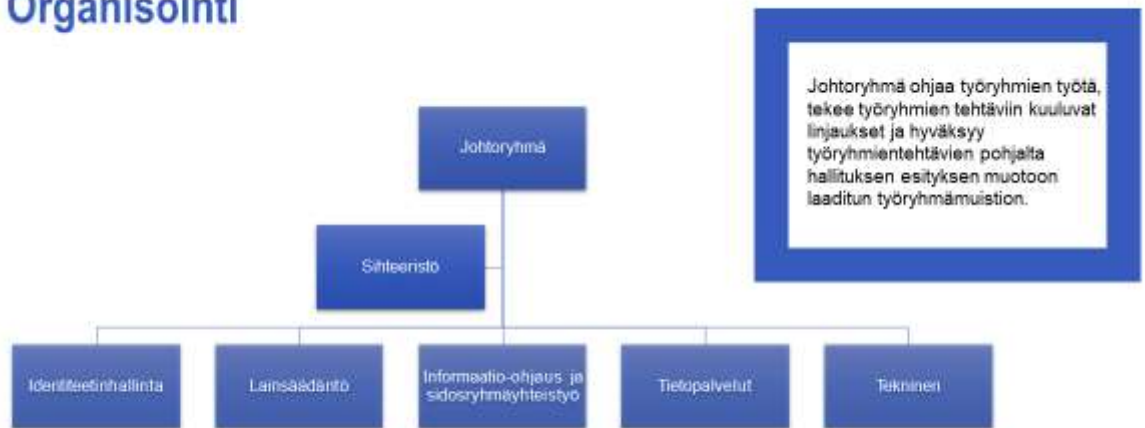 Organisointi
Johtoryhmä ohjaa työryhmien työtä,
tekee työryhmien tehtäviin kuuluvat
linjaukset ja hyväksyy
työryhmientehtävien pohjalta
hallituksen esityksen muotoon
laaditun työryhmämuistion.
Johtoryhmä
Sihteeristö
Identiteetinhallinta
Lainsäädäntö
Informaatio-ohjaus ja
sidosryhmäyhteistyö
Tietopalvelut
Tekninen